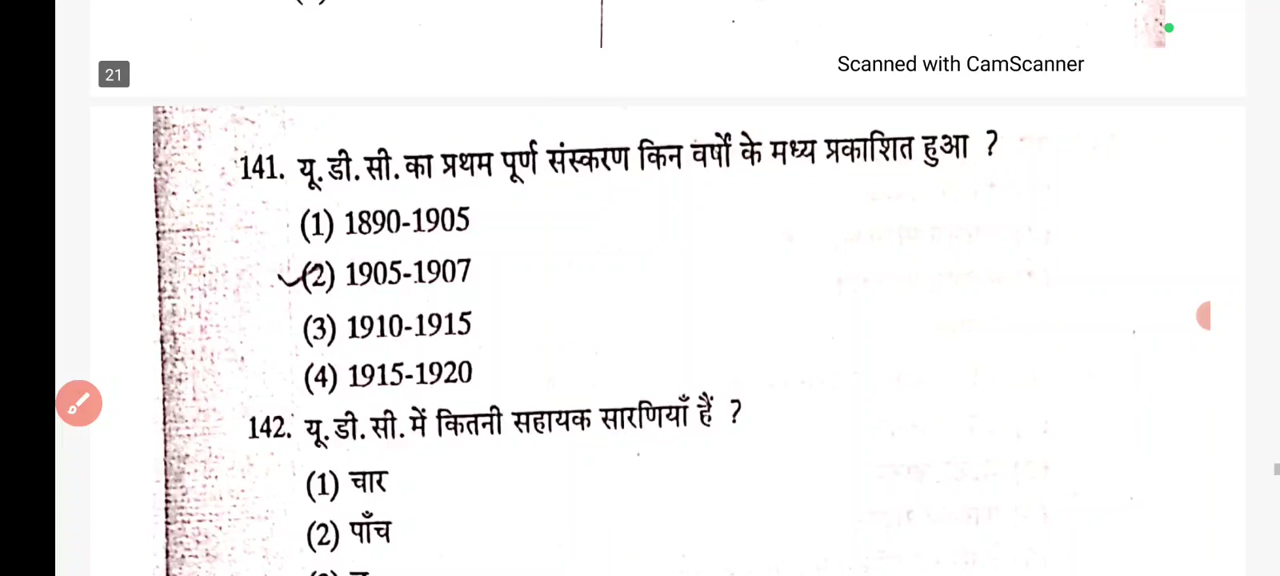 21
Scanned with CamScanner
141. यू.डी.सी.का प्रथम पूर्ण संस्करण किन वर्षों के मध्य प्रकाशित हुआ ?
(1) 1890-1905
(2) 1905-1907
(3) 1910-1915
(4) 1915-1920
142. यू.डी.सी.में कितनी सहायक सारणियाँ हैं ?
(1) चार
(2) पाँच